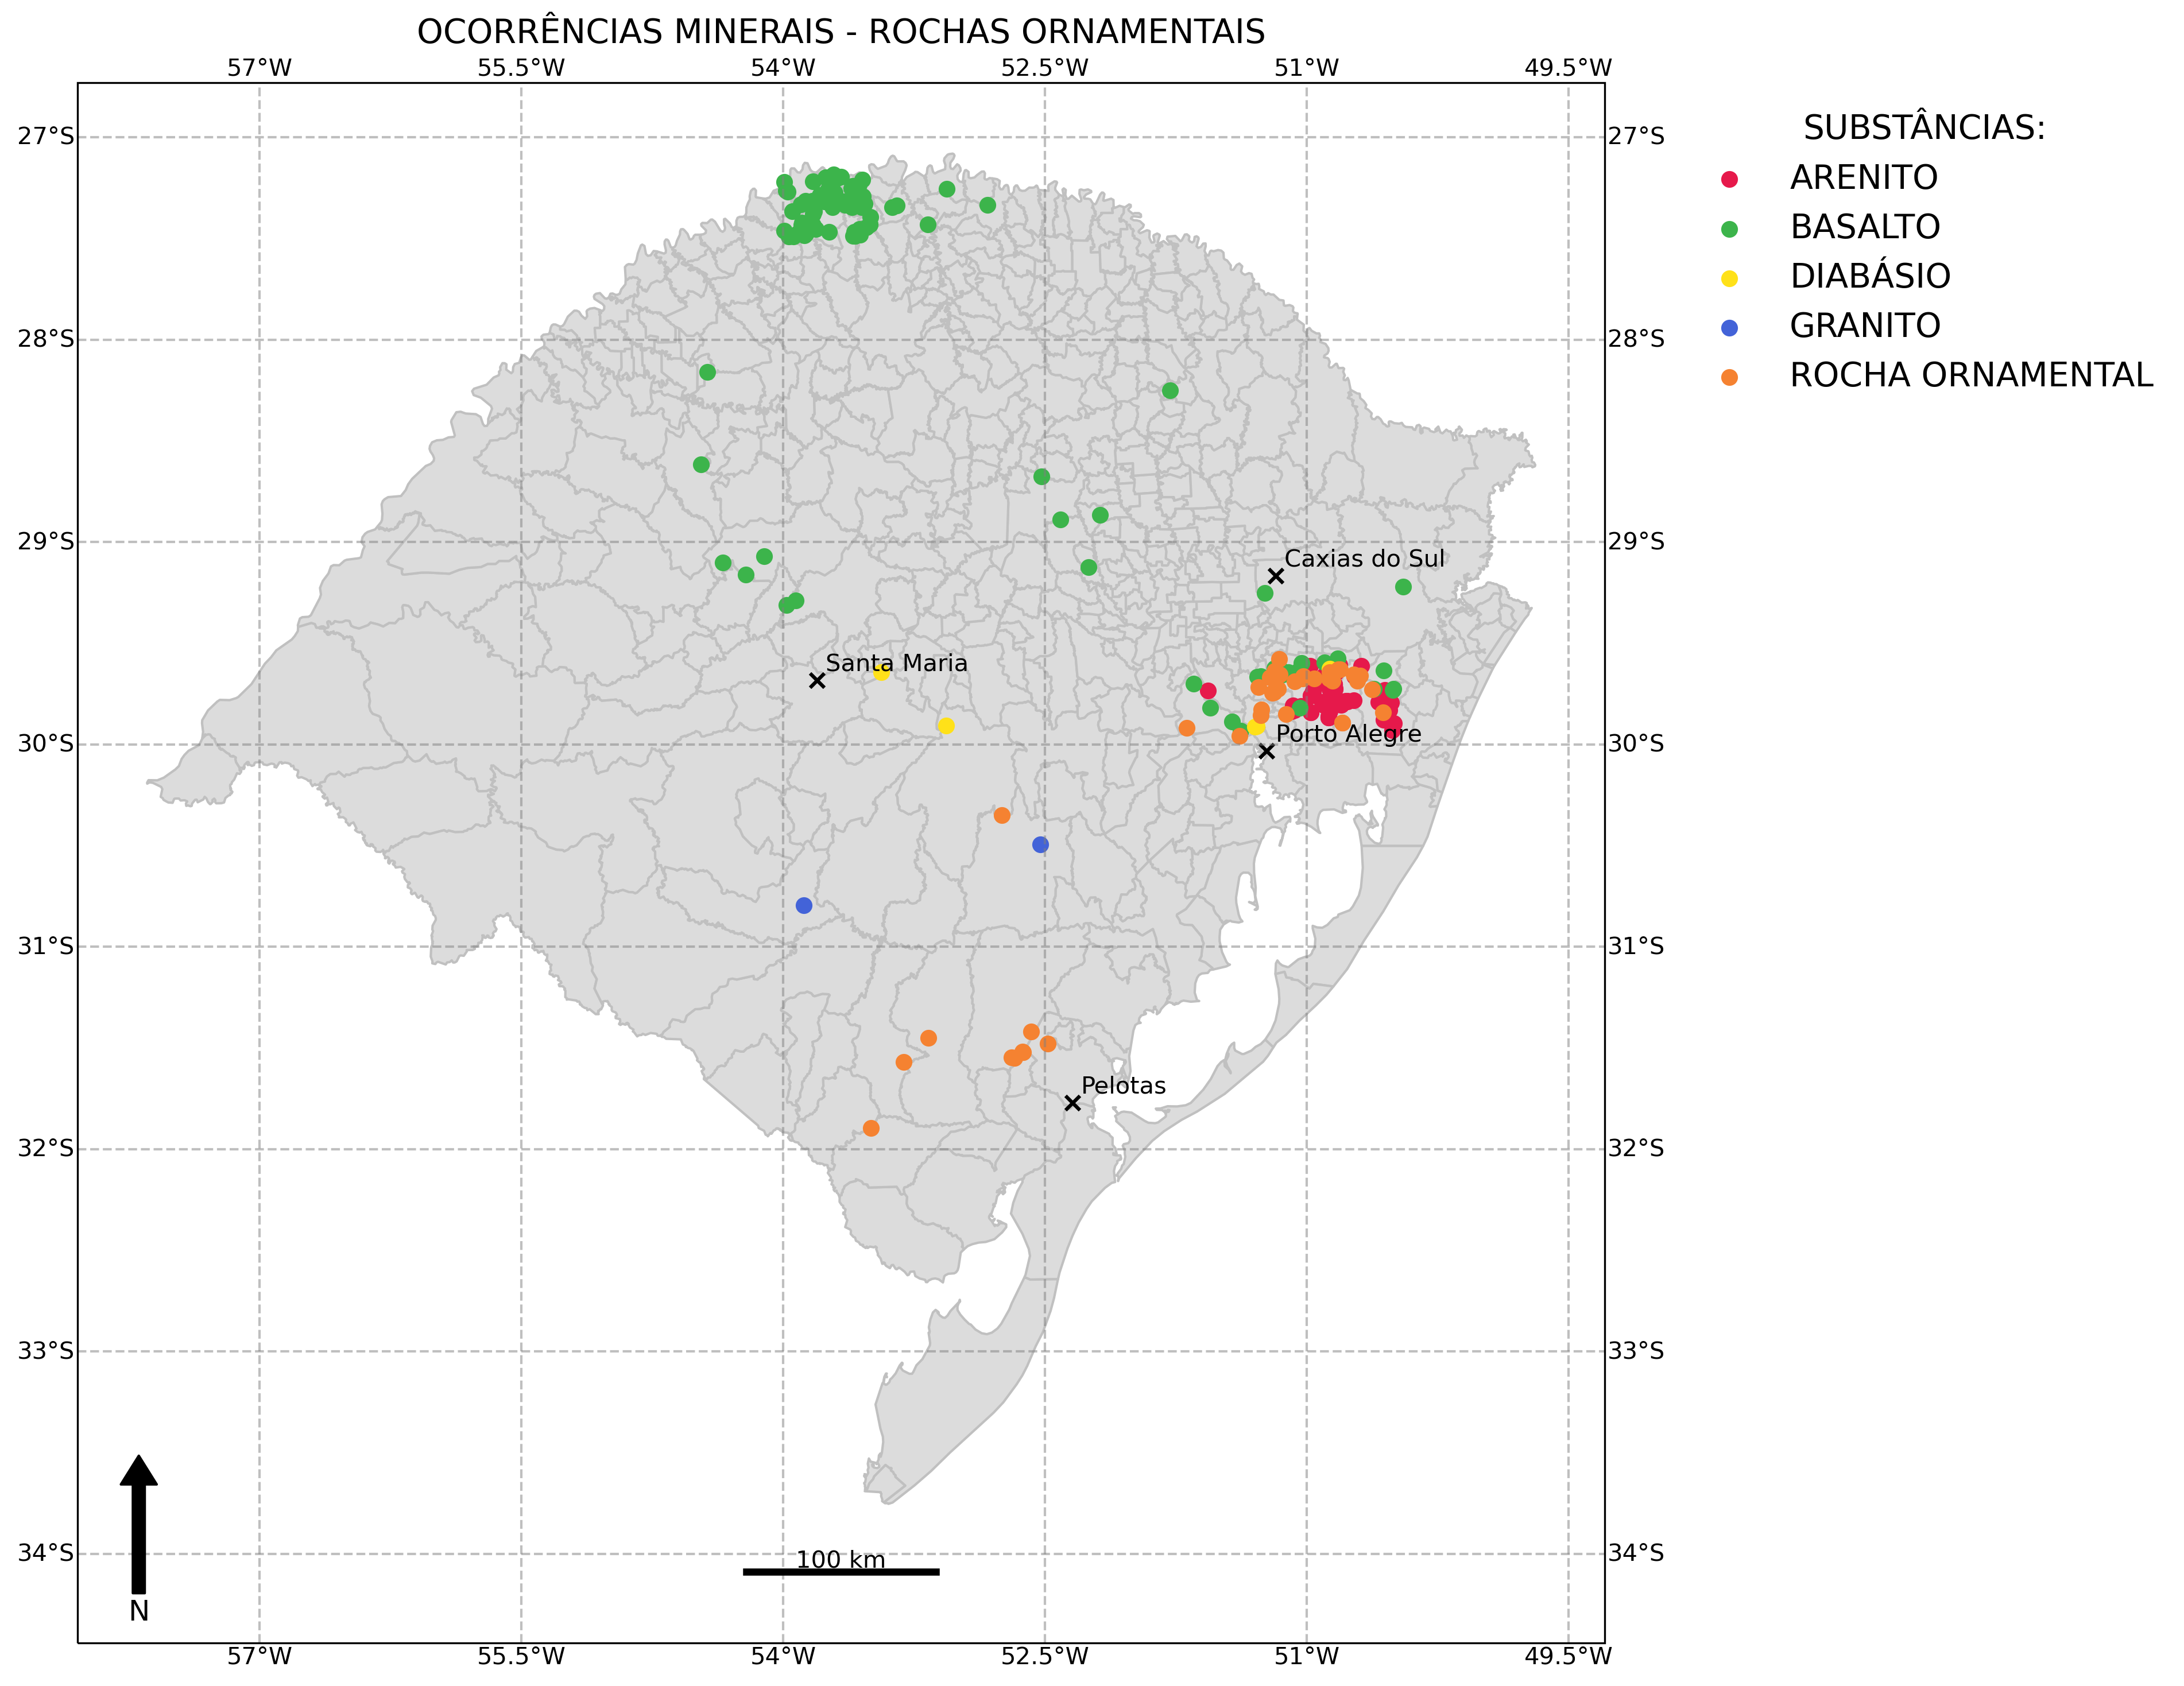 OCORRÊNCIAS MINERAIS - ROCHAS ORNAMENTAIS
57°W 55.5°W 54°W 52.5°W 51°W 49.5°W
SUBSTÂNCIAS:
ARENITO
BASALTO
DIABÁSIO
GRANITO
ROCHA ORNAMENTAL
27°S 27°S
28°S 28°S
29°S 29°S
Caxias do Sul
Santa Maria
Porto Alegre
30°S 30°S
31°S 31°S
Pelotas
32°S 32°S
33°S 33°S
34°S 34°S
100 km
N
57°W 55.5°W 54°W 52.5°W 51°W 49.5°W